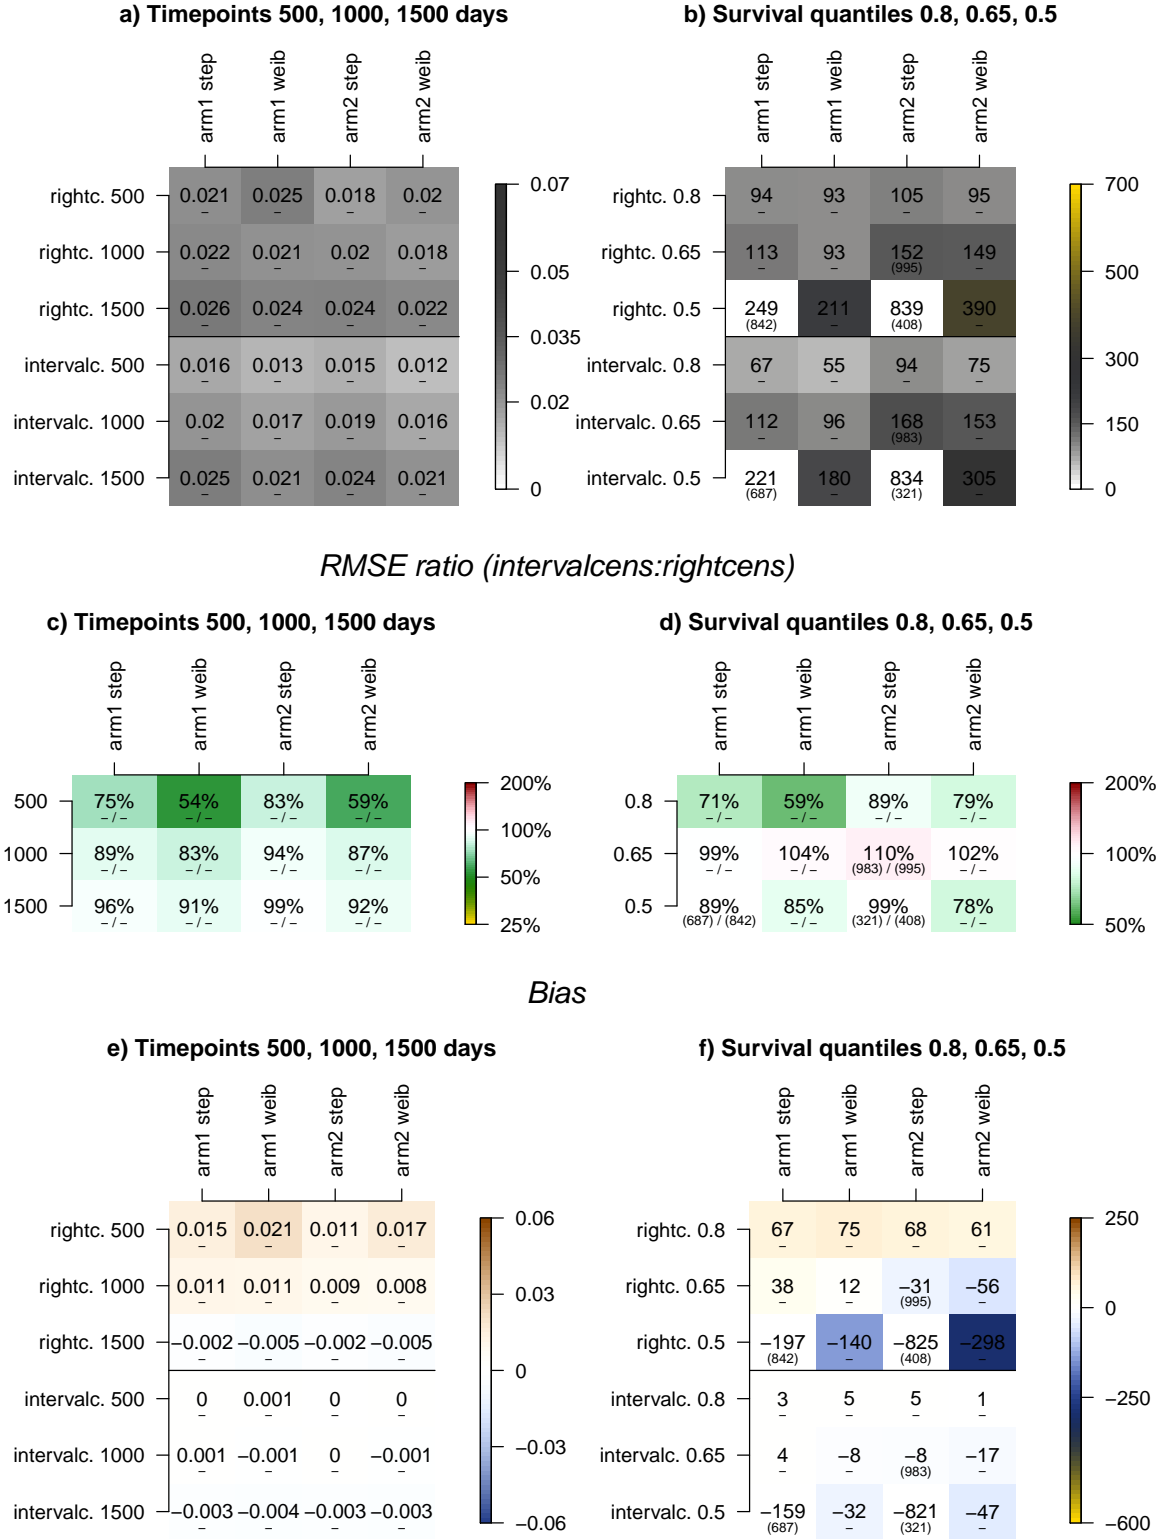 a) Timepoints 500, 1000, 1500 days
arm1 step
arm1 weib
arm2 step
arm2 weib
rightc. 500 0.021 0.025 0.018 0.02
– – – –
rightc. 1000 0.022 0.021 0.02 0.018
– – – –
rightc. 1500 0.026 0.024 0.024 0.022
– – – –
intervalc. 500 0.016 0.013 0.015 0.012
– – – –
intervalc. 1000 0.02 0.017 0.019 0.016
– – – –
intervalc. 1500 0.025 0.021 0.024 0.021
– – – –
0.07
0.05
0.035
0.02
0
b) Survival quantiles 0.8, 0.65, 0.5
arm1 step
arm1 weib
arm2 step
arm2 weib
rightc. 0.8 94 93 105 95
– – – –
rightc. 0.65 113 93 152 149
– – (995) –
rightc. 0.5 249 211 839 390
(842) – (408) –
intervalc. 0.8 67 55 94 75
– – – –
intervalc. 0.65 112 96 168 153
– – (983) –
intervalc. 0.5 221 180 834 305
(687) – (321) –
700
500
300
150
0
RMSE ratio (intervalcens:rightcens)
c) Timepoints 500, 1000, 1500 days
arm1 step
arm1 weib
arm2 step
arm2 weib
500 75% 54% 83% 59%
– / – – / – – / – – / –
1000 89% 83% 94% 87%
– / – – / – – / – – / –
1500 96% 91% 99% 92%
– / – – / – – / – – / –
200%
100%
50%
25%
d) Survival quantiles 0.8, 0.65, 0.5
arm1 step
arm1 weib
arm2 step
arm2 weib
0.8 71% 59% 89% 79%
– / – – / – – / – – / –
0.65 99% 104% 110% 102%
– / – – / – (983) / (995) – / –
0.5 89% 85% 99% 78%
(687) / (842) – / – (321) / (408) – / –
200%
100%
50%
Bias
e) Timepoints 500, 1000, 1500 days
arm1 step
arm1 weib
arm2 step
arm2 weib
rightc. 500 0.015 0.021 0.011 0.017
– – – –
rightc. 1000 0.011 0.011 0.009 0.008
– – – –
rightc. 1500 −0.002 −0.005 −0.002 −0.005
– – – –
intervalc. 500 0 0.001 0 0
– – – –
intervalc. 1000 0.001 −0.001 0 −0.001
– – – –
intervalc. 1500 −0.003 −0.004 −0.003 −0.003
– – – –
0.06
0.03
0
−0.03
−0.06
f) Survival quantiles 0.8, 0.65, 0.5
arm1 step
arm1 weib
arm2 step
arm2 weib
rightc. 0.8 67 75 68 61
– – – –
rightc. 0.65 38 12 −31 −56
– – (995) –
rightc. 0.5 −197 −140 −825 −298
(842) – (408) –
intervalc. 0.8 3 5 5 1
– – – –
intervalc. 0.65 4 −8 −8 −17
– – (983) –
intervalc. 0.5 −159 −32 −821 −47
(687) – (321) –
250
0
−250
−600